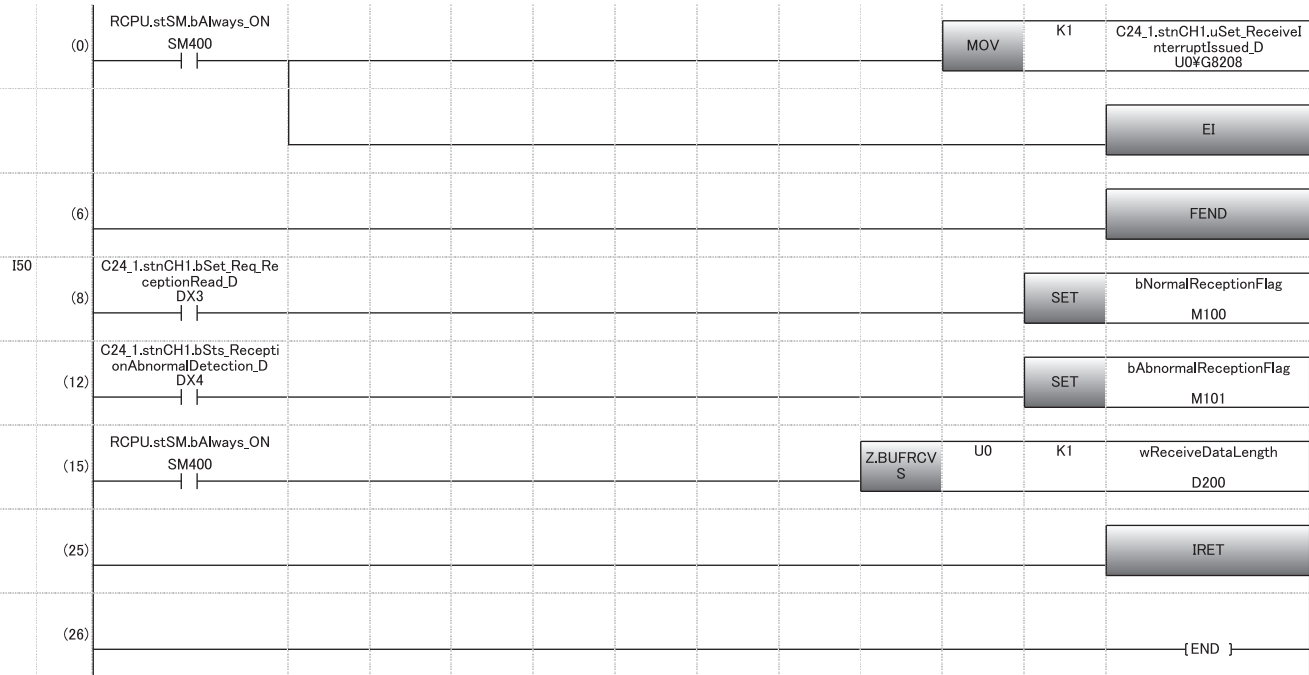 RCPU.stSM.bAlways_ON
(0)
SM400
MOV
K1
C24_1.stnCH1.uSet_ReceiveI
nterruptIssued_D
U0¥G8208
EI
(6)
FEND
I50
(8)
C24_1.stnCH1.bSet_Req_Re
ceptionRead_D
DX3
SET
bNormalReceptionFlag
M100
(12)
C24_1.stnCH1.bSts_Recepti
onAbnormalDetection_D
DX4
SET
bAbnormalReceptionFlag
M101
(15)
RCPU.stSM.bAlways_ON
SM400
Z.BUFRCV
S
U0
K1
wReceiveDataLength
D200
(25)
IRET
(26)
[END ]